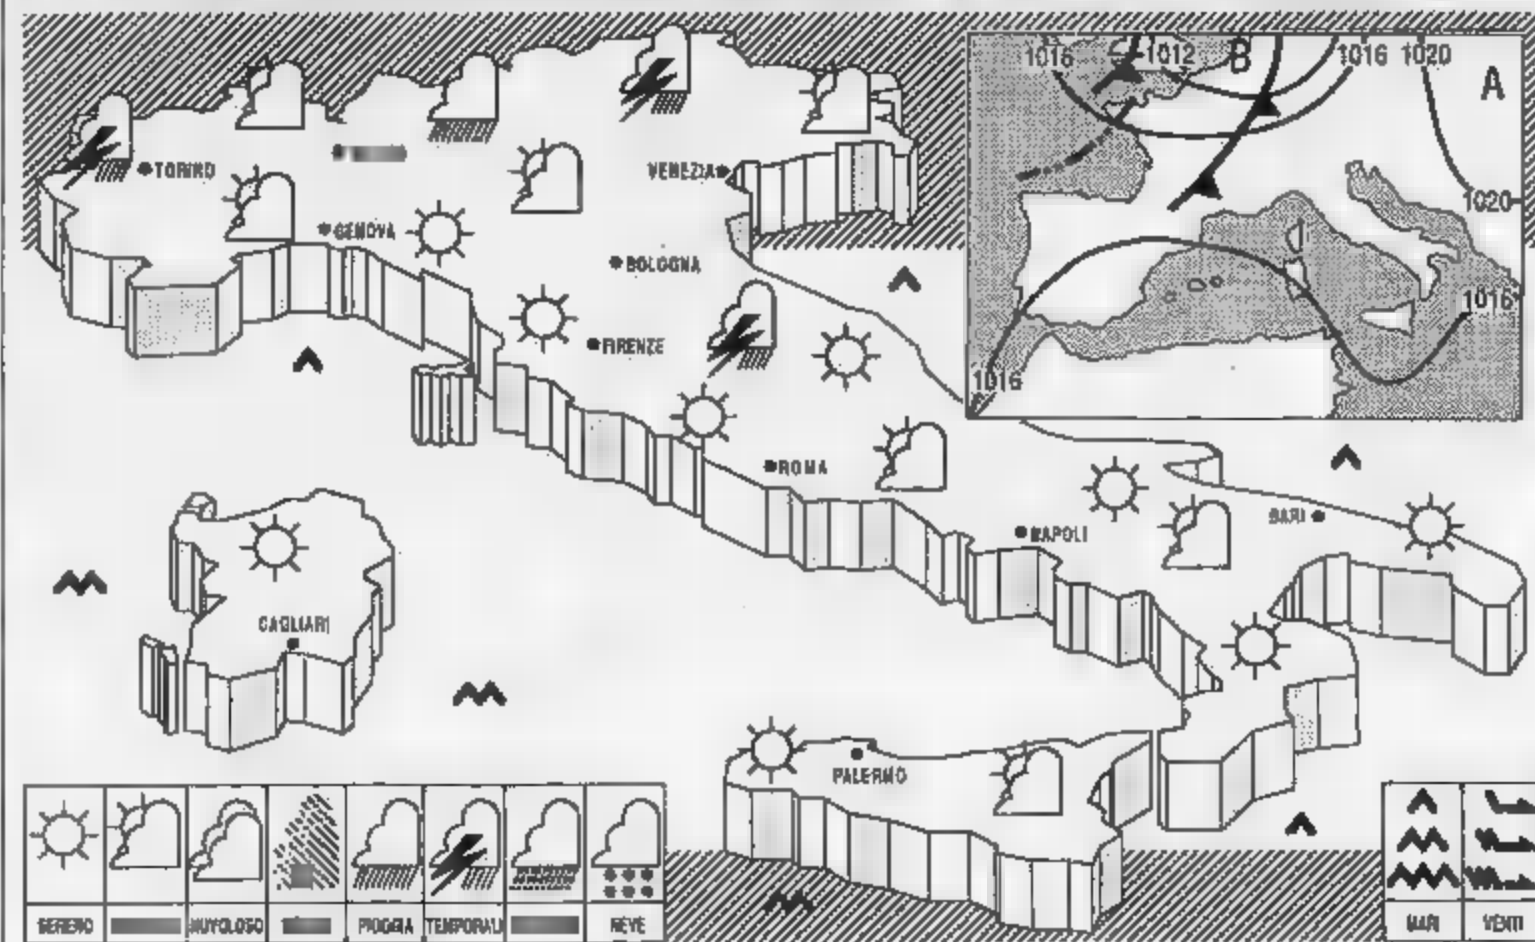 1016 1012 B 1016 1020
A
TORINO
VENEZIA
1020
GENOVA
BOLOGNA
1016
FIRENZE
1016
ROMA
BARI
NAPOLI
CAGLIARI
PALERMO
SERENO NUVOLOSO PIOGGIA TEMPORALI NEVE
MARI VENTI